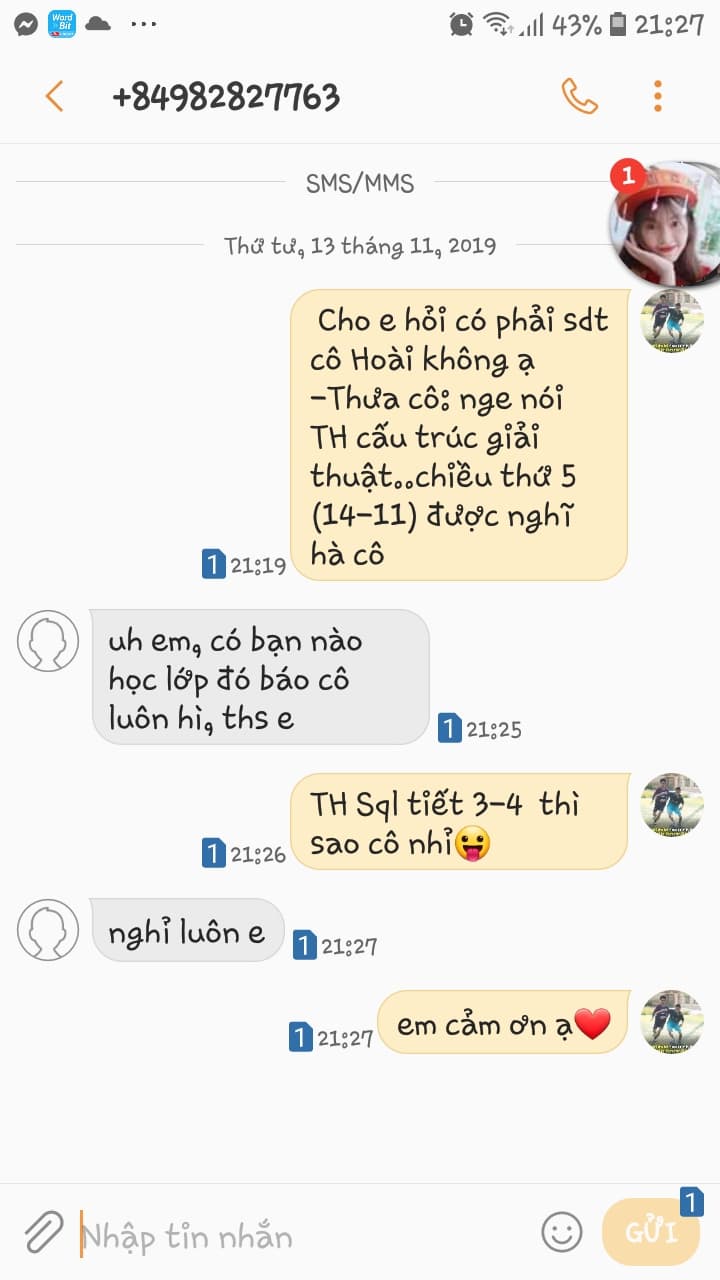 Word
Bit
43% 21:27
+84982827763
SMS/MMS
1
Thứ tư, 13 tháng 11, 2019
Cho e hỏi có phải sdt
cô Hoài không ạ
-Thưa cô: nge nói
TH cấu trúc giải
thuật..chiều thứ 5
(14-11) được nghĩ
hà cô
1 21:19
uh em, có bạn nào
học lớp đó báo cô
luôn hì, ths e
1 21:25
TH Sql tiết 3-4 thì
sao cô nhỉ😛
1 21:26
nghỉ luôn e
1 21:27
em cảm ơn ạ❤️
1 21:27
Nhập tin nhắn
GỬI
1